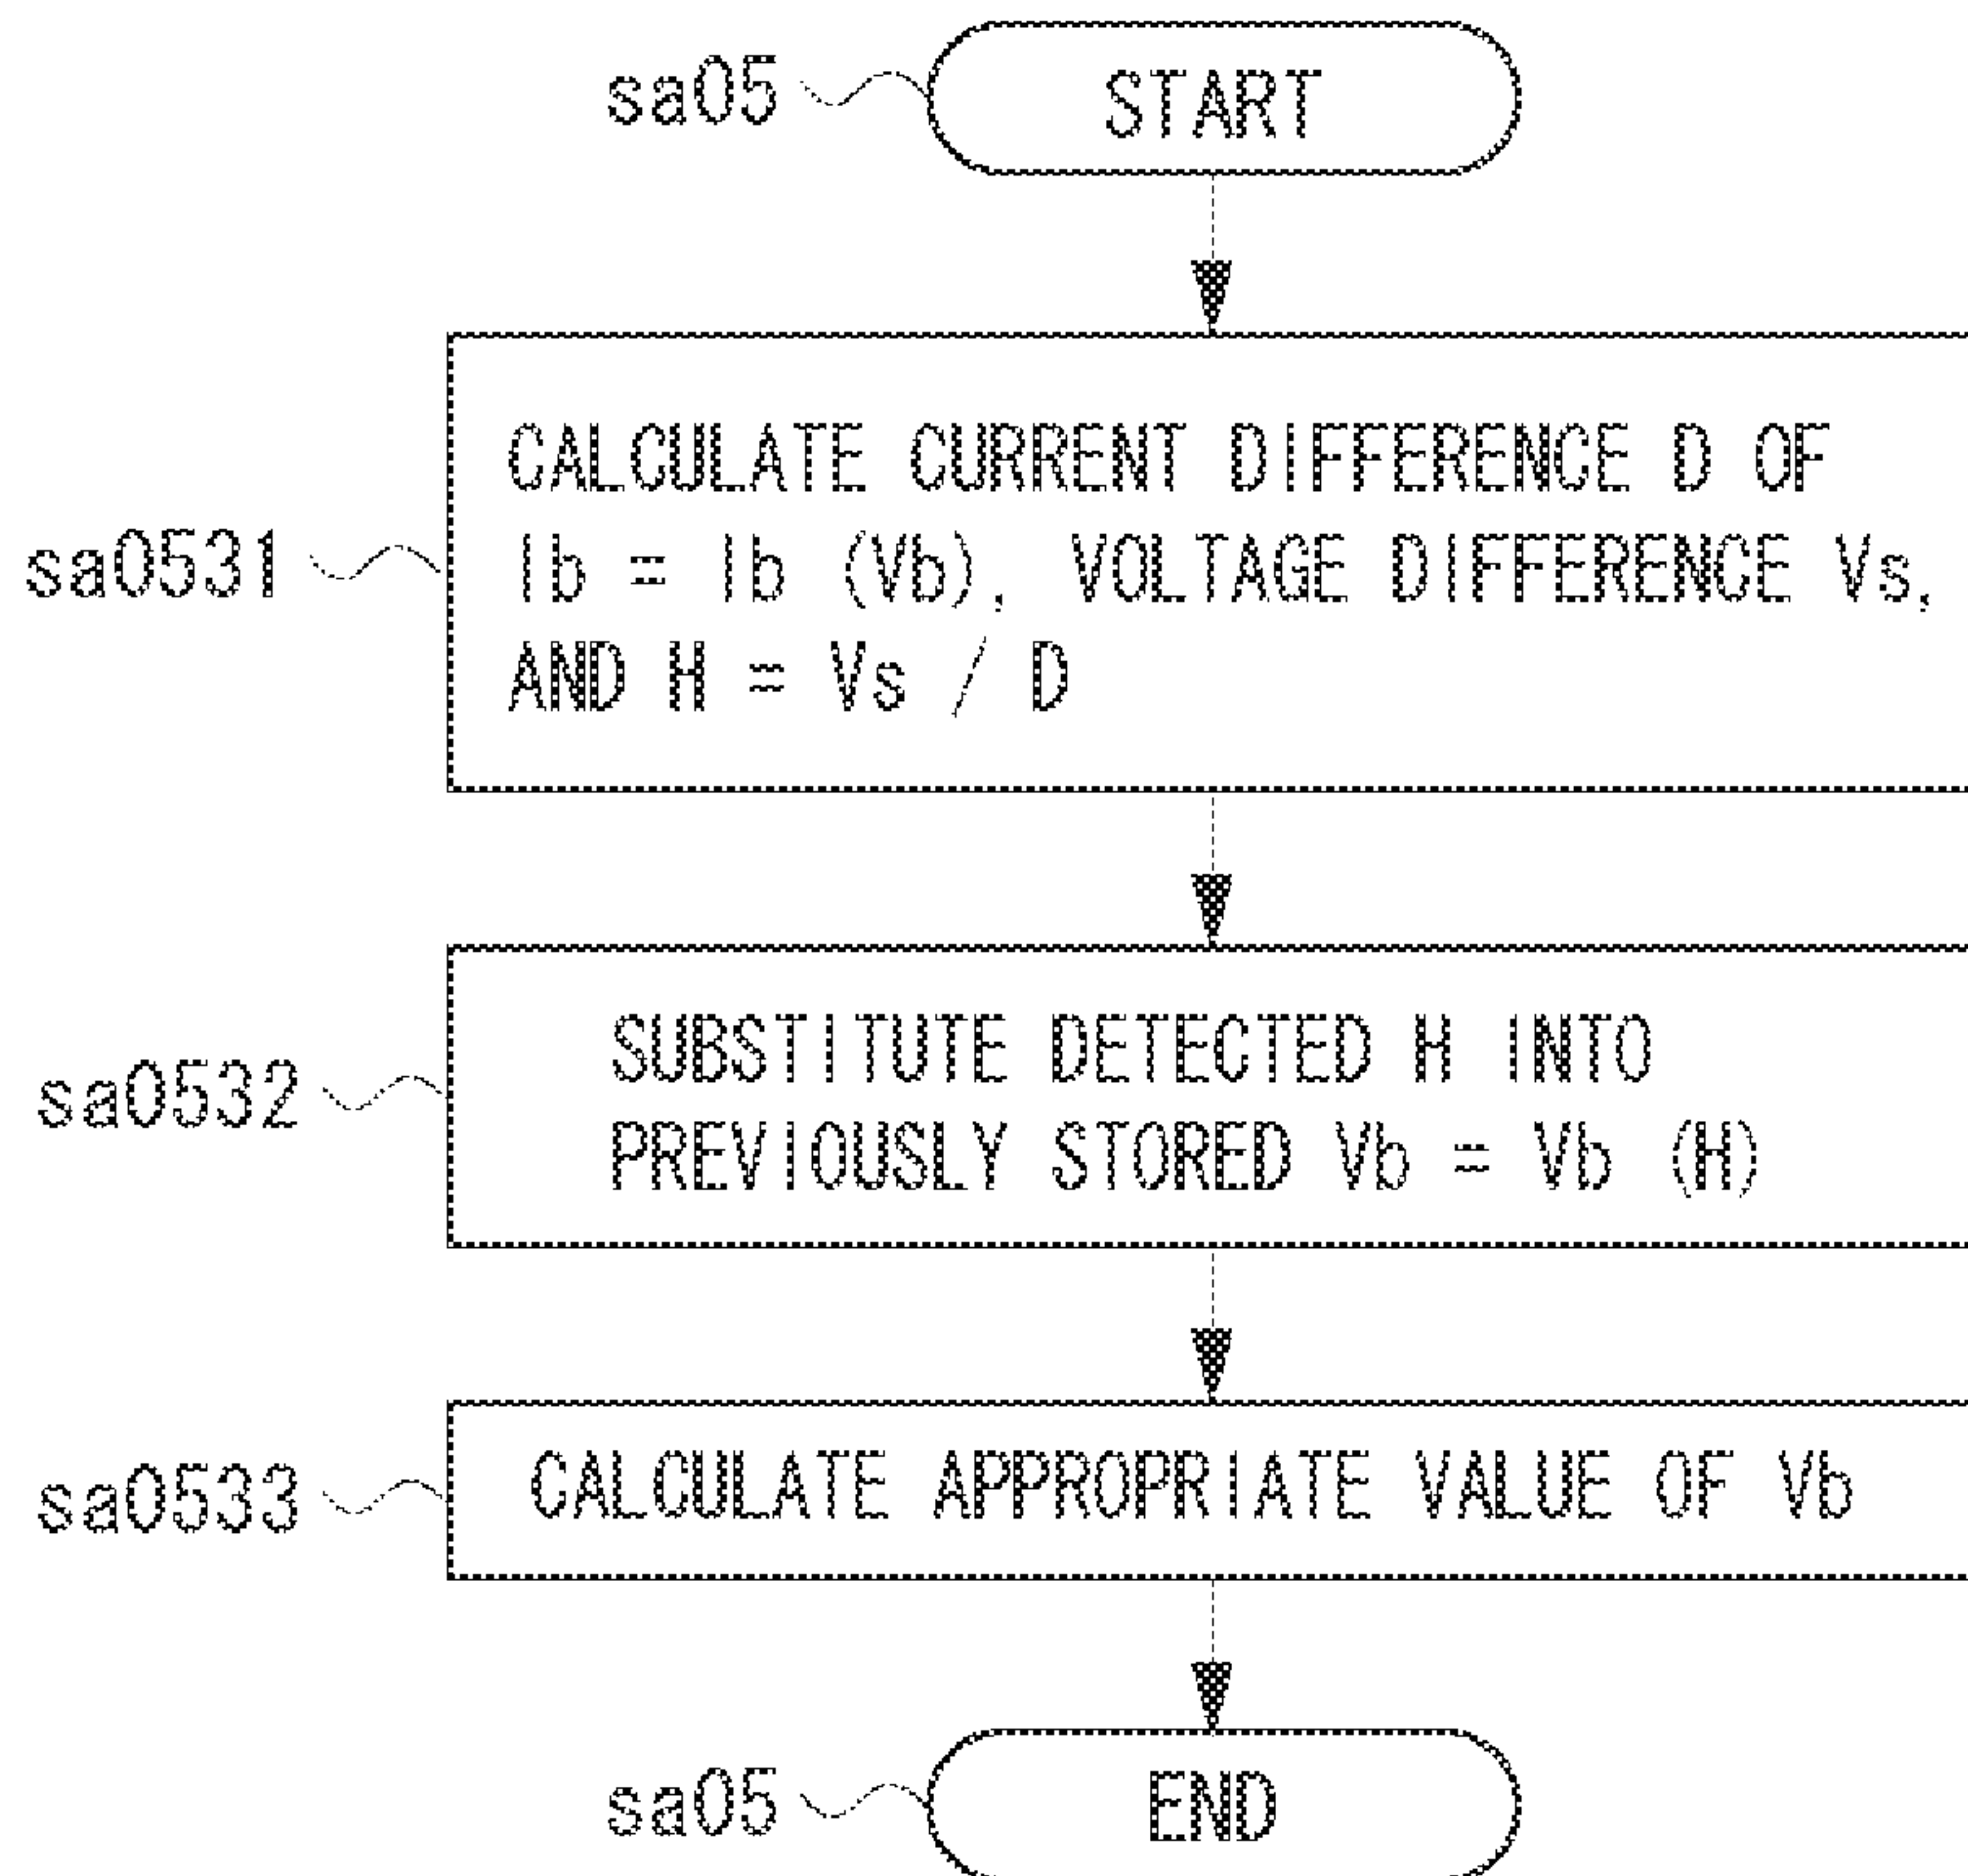 sa05
START
CALCULATE CURRENT DIFFERENCE D OF
sa0531
Ib = Ib (Vb), VOLTAGE DIFFERENCE Vs,
AND H = Vs / D
SUBSTITUTE DETECTED H INTO
sa0532
PREVIOUSLY STORED Vb = Vb (H)
sa0533
CALCULATE APPROPRIATE VALUE OF Vb
sa05
END